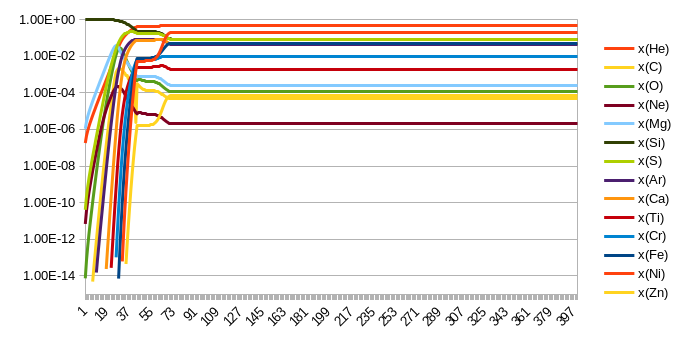 1.00E+00
1.00E-02
1.00E-04
1.00E-06
1.00E-08
1.00E-10
1.00E-12
1.00E-14
1 19 37 55 73 91 109 127 145 163 181 199 217 235 253 271 289 307 325 343 361 379 397
x(He)
x(C)
x(O)
x(Ne)
x(Mg)
x(Si)
x(S)
x(Ar)
x(Ca)
x(Ti)
x(Cr)
x(Fe)
x(Ni)
x(Zn)